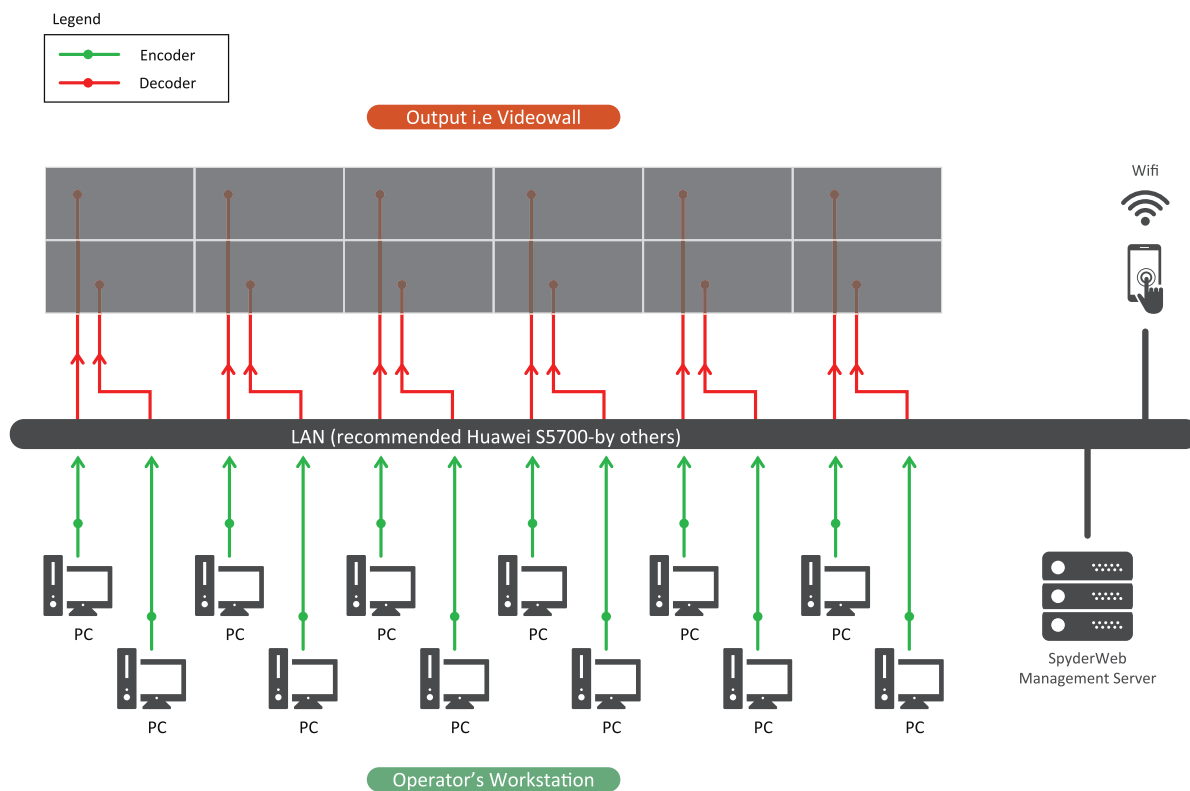 Legend
Encoder
Decoder
Output i.e Videowall
Wifi
LAN (recommended Huawei S5700-by others)
PC
PC
PC
PC
PC
PC
SpyderWeb
Management Server
PC
PC
PC
PC
PC
PC
Operator's Workstation